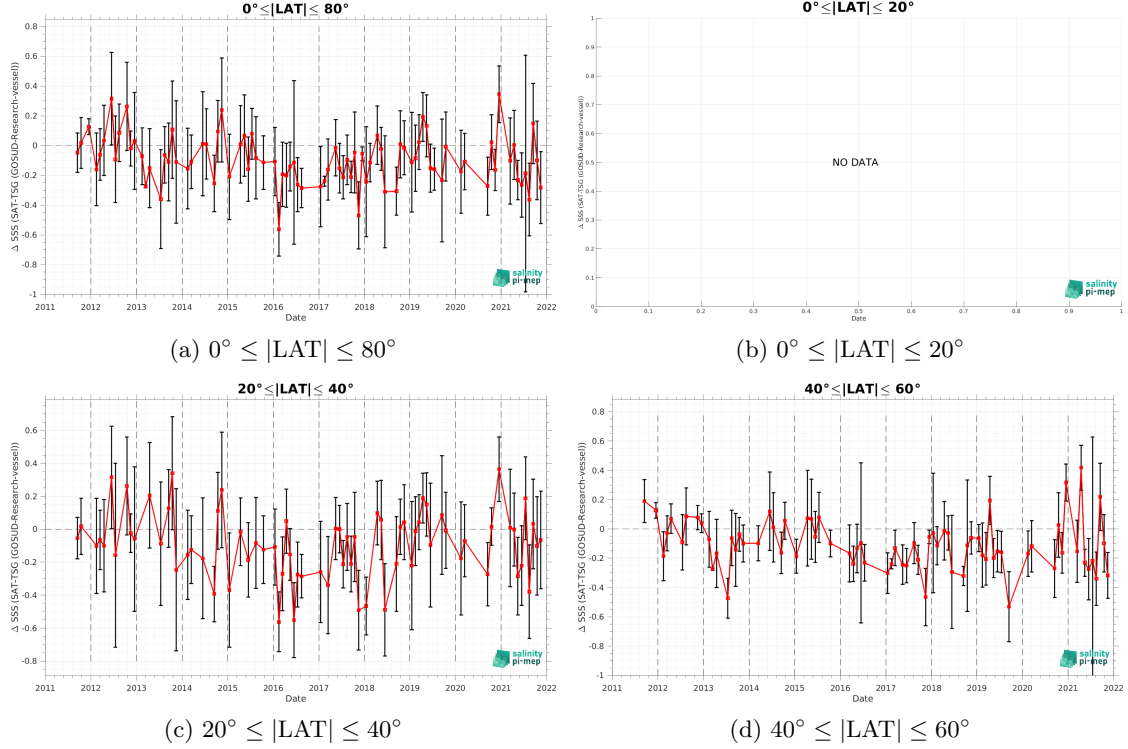 0°≤|LAT|≤ 80°
Δ SSS (SAT-TSG (GOSUD-Research-vessel))
0.8
0.6
0.4
0.2
0
-0.2
-0.4
-0.6
-0.8
-1
2011 2012 2013 2014 2015 2016 2017 2018 2019 2020 2021 2022
Date
salinity
pi-mep
(a) 0° ≤ |LAT| ≤ 80°
0°≤|LAT|≤ 20°
Δ SSS (SAT-TSG (GOSUD-Research-vessel))
1
0.9
0.8
0.7
0.6
0.5
0.4
0.3
0.2
0.1
0
NO DATA
0 0.1 0.2 0.3 0.4 0.5 0.6 0.7 0.8 0.9 1
Date
salinity
pi-mep
(b) 0° ≤ |LAT| ≤ 20°
20°≤|LAT|≤ 40°
Δ SSS (SAT-TSG (GOSUD-Research-vessel))
0.6
0.4
0.2
0
-0.2
-0.4
-0.6
-0.8
2011 2012 2013 2014 2015 2016 2017 2018 2019 2020 2021 2022
Date
salinity
pi-mep
(c) 20° ≤ |LAT| ≤ 40°
40°≤|LAT|≤ 60°
Δ SSS (SAT-TSG (GOSUD-Research-vessel))
0.8
0.6
0.4
0.2
0
-0.2
-0.4
-0.6
-0.8
-1
2011 2012 2013 2014 2015 2016 2017 2018 2019 2020 2021 2022
Date
salinity
pi-mep
(d) 40° ≤ |LAT| ≤ 60°